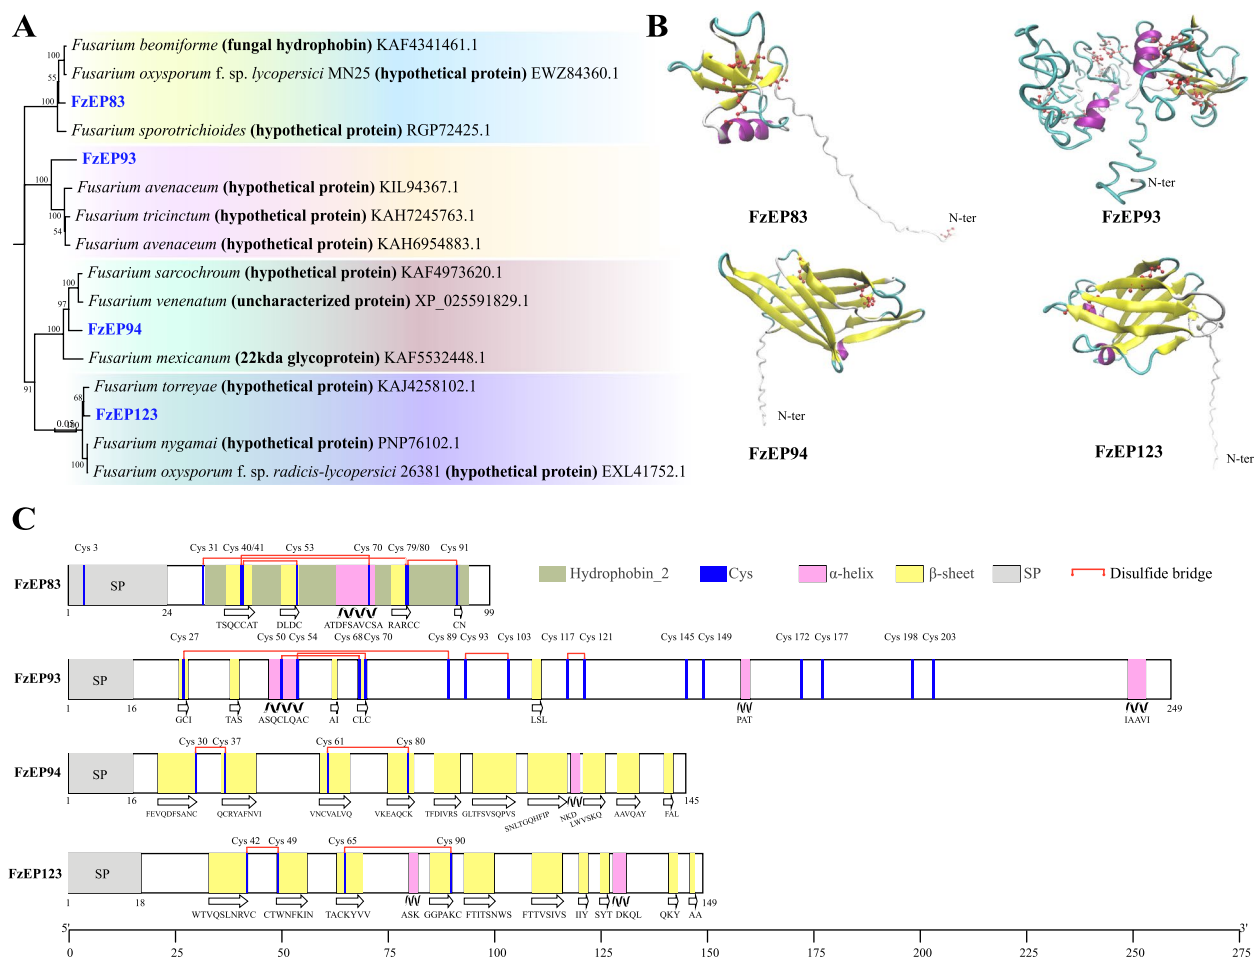 A
Fusarium beomiforme (fungal hydrophobin) KAF4341461.1
Fusarium oxysporum f. sp. lycopersici MN25 (hypothetical protein) EWZ84360.1
FzEP83
Fusarium sporotrichioides (hypothetical protein) RGP72425.1
FzEP93
Fusarium avenaceum (hypothetical protein) KIL94367.1
Fusarium tricinctum (hypothetical protein) KAH7245763.1
Fusarium avenaceum (hypothetical protein) KAH6954883.1
Fusarium sarcochroum (hypothetical protein) KAF4973620.1
Fusarium venenatum (uncharacterized protein) XP_025591829.1
FzEP94
Fusarium mexicanum (22kda glycoprotein) KAF5532448.1
Fusarium torreyae (hypothetical protein) KAJ4258102.1
FzEP123
Fusarium nygamai (hypothetical protein) PNP76102.1
Fusarium oxysporum f. sp. radicis-lycopersici 26381 (hypothetical protein) EXL41752.1
100
55
100
100
100
54
100
97
100
91
68
0.05
100
B
N-ter
FzEP83
N-ter
FzEP93
N-ter
FzEP94
N-ter
FzEP123
C
Cys 3 Cys 31 Cys 40/41 Cys 53 Cys 70 Cys 79/80 Cys 91
FzEP83 SP
1 24 99
TSQCCAT DLDC ATDFSAVCSA RARCC CN
Hydrophobin_2 Cys α-helix β-sheet SP Disulfide bridge
Cys 27 Cys 50 Cys 54 Cys 68 Cys 70 Cys 89 Cys 93 Cys 103 Cys 117 Cys 121 Cys 145 Cys 149 Cys 172 Cys 177 Cys 198 Cys 203
FzEP93 SP
1 16 249
GCI TAS ASQCLQAC AI CLC LSL PAT IAAVI
Cys 30 Cys 37 Cys 61 Cys 80
FzEP94 SP
1 16 145
FEVQDFSANC QCRYAFNVI VNCVALVQ VKEAQCK TFDIVRS GLTFSVSQPVS SNLTGQHFIP NKD LWVSKQ AAVQAY FAL
Cys 42 Cys 49 Cys 65 Cys 90
FzEP123 SP
1 18 149
WTVQSLNRVC CTWNFKIN TACKYVV ASK GGPAKC FTITSNWS FTTVSIVS IIY SYT DKQL QKY AA
5' 3'
0 25 50 75 100 125 150 175 200 225 250 275